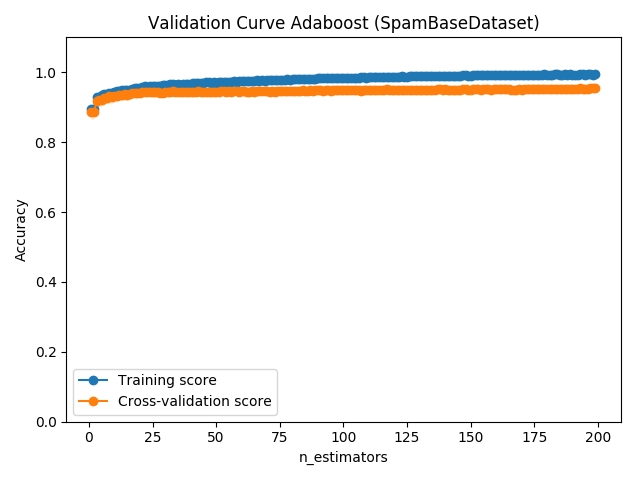 Validation Curve Adaboost (SpamBaseDataset)
1.0
0.8
0.6
0.4
0.2
0.0
Accuracy
Training score
Cross-validation score
0 25 50 75 100 125 150 175 200
n_estimators